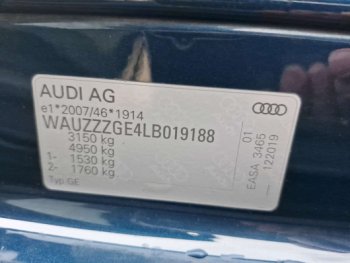 AUDI AG
e1*2007/46*1914
WAUZZZGE4LB019188
3150 kg
4950 kg
1- 1530 kg
2- 1760 kg
Typ GE
01
EASA 3465
122019